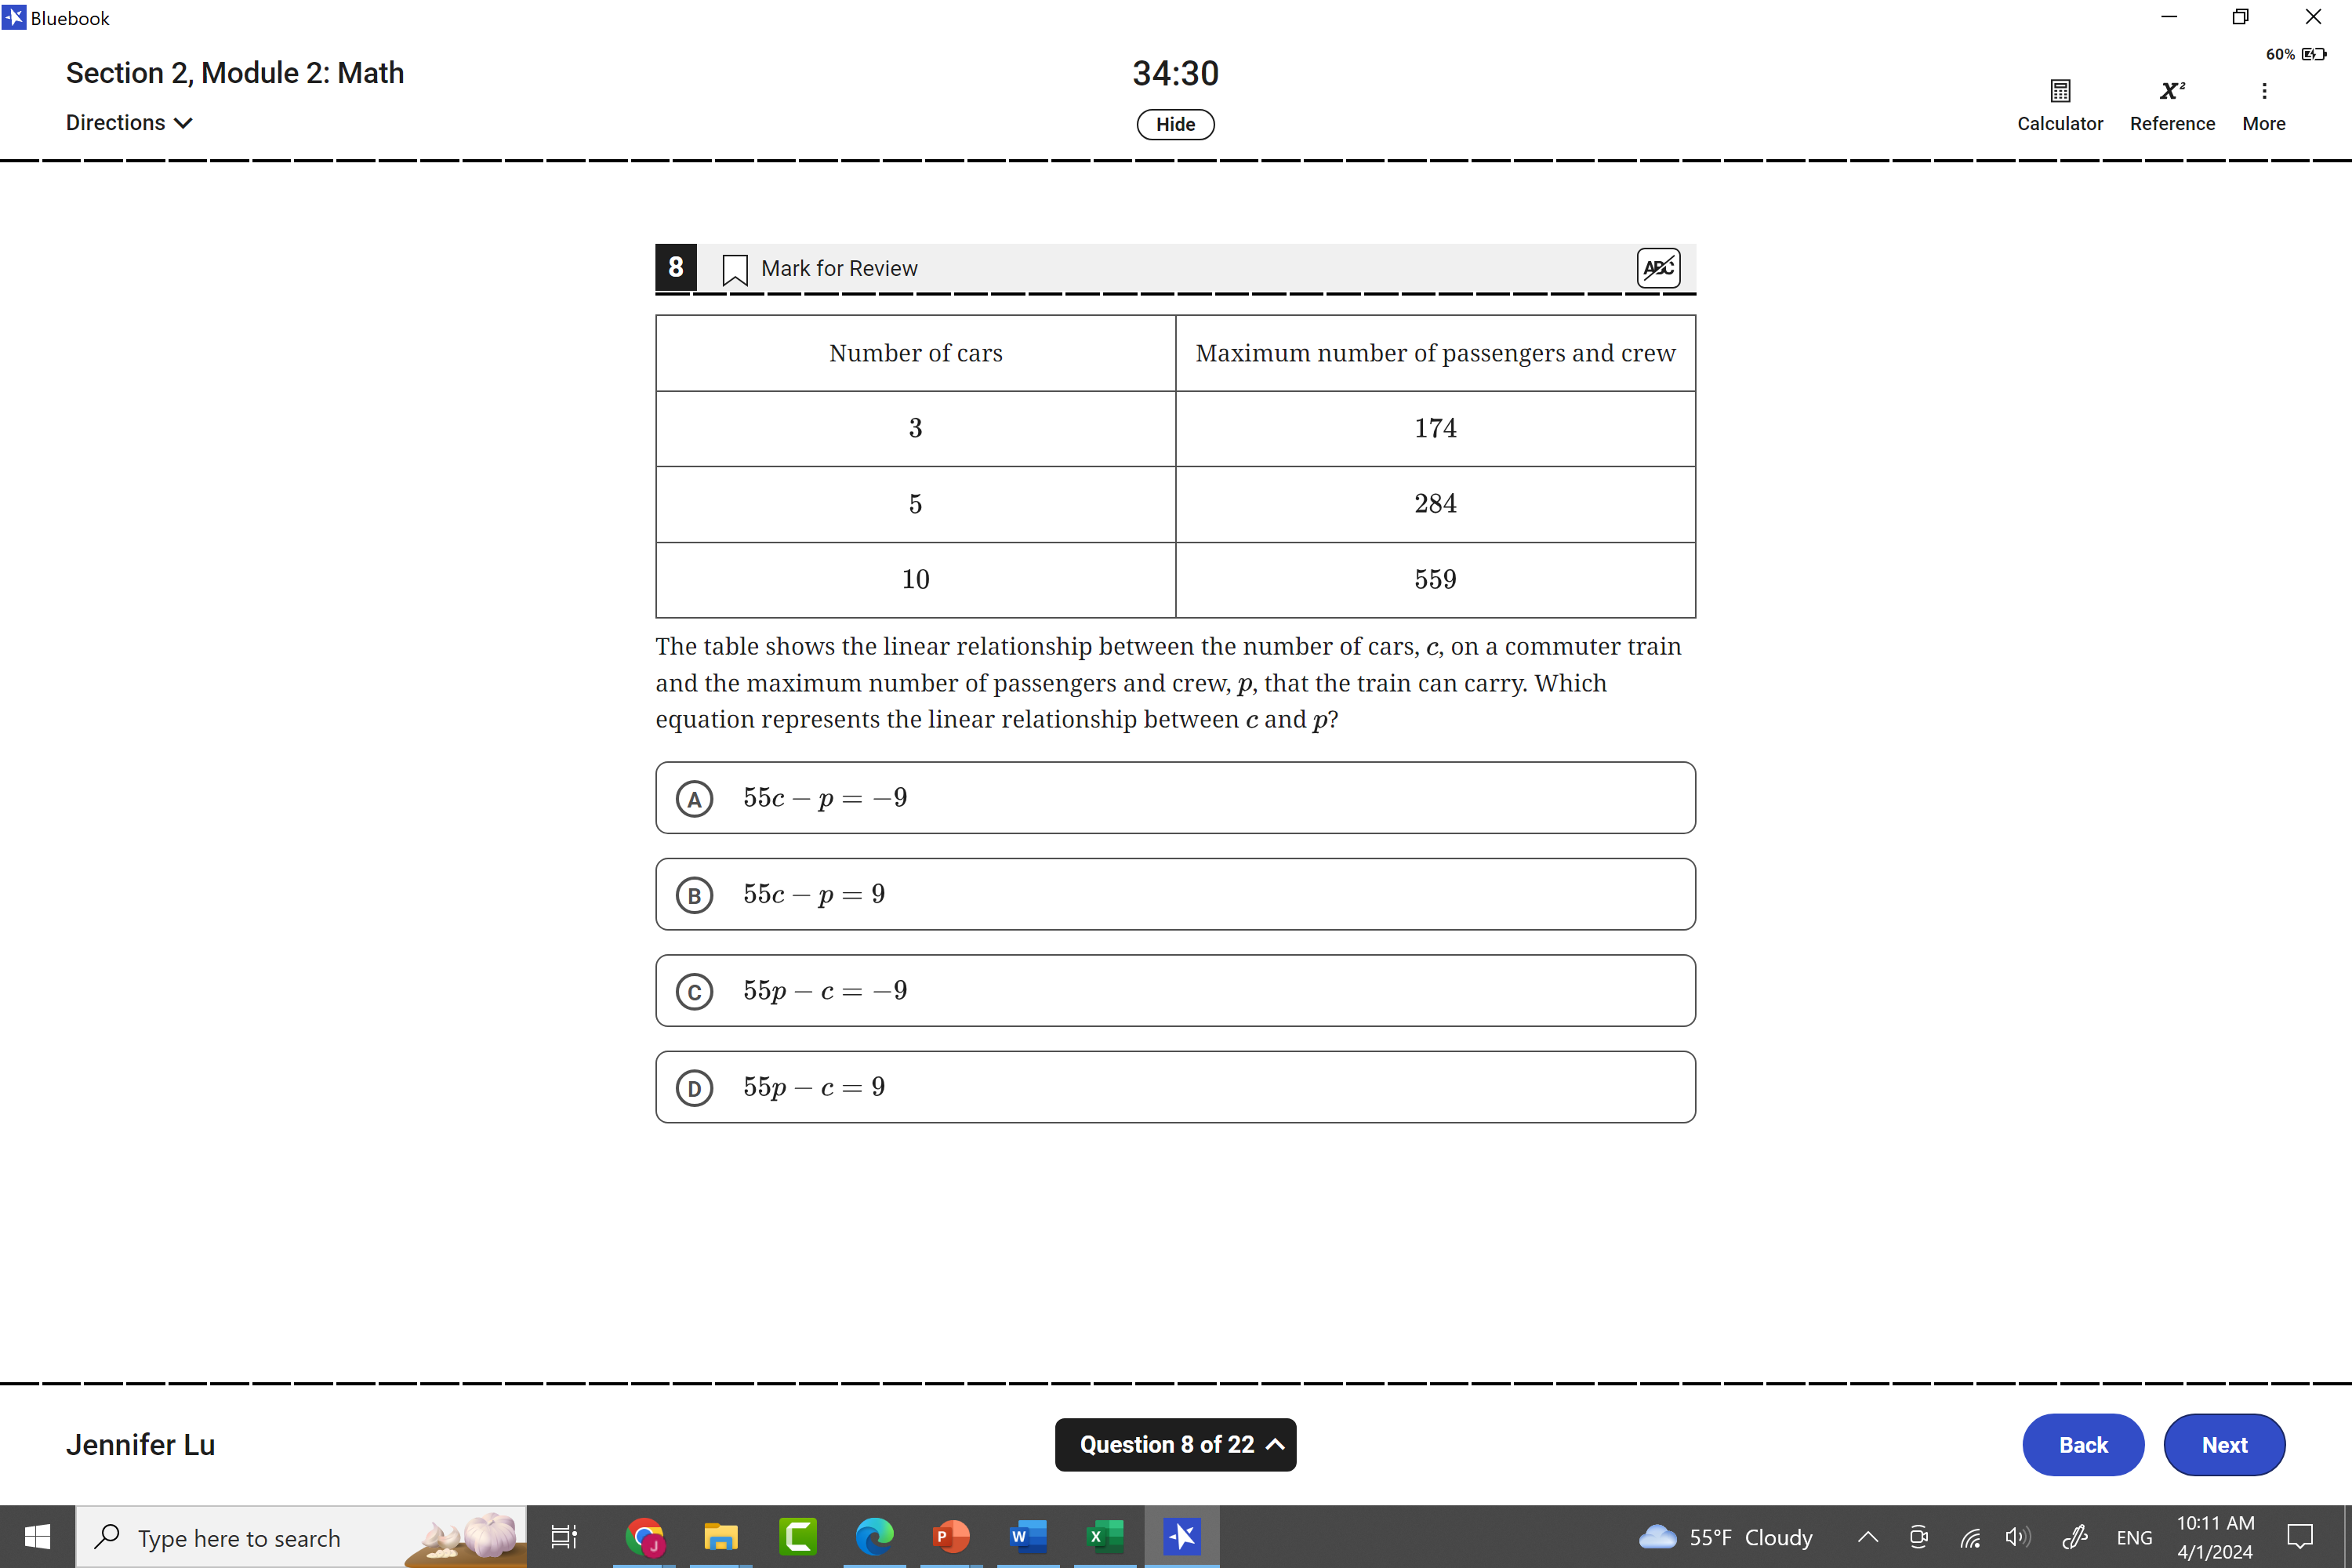 Bluebook
60%
Section 2, Module 2: Math
34:30
Directions
Hide
Calculator
x²
Reference
More
8
Mark for Review
ABC
Number of cars
Maximum number of passengers and crew
3
174
5
284
10
559
The table shows the linear relationship between the number of cars, c, on a commuter train
and the maximum number of passengers and crew, p, that the train can carry. Which
equation represents the linear relationship between c and p?
A 55c − p = −9
B 55c − p = 9
C 55p − c = −9
D 55p − c = 9
Jennifer Lu
Question 8 of 22
Back
Next
Type here to search
J
P
W
X
55°F Cloudy
ENG
10:11 AM
4/1/2024